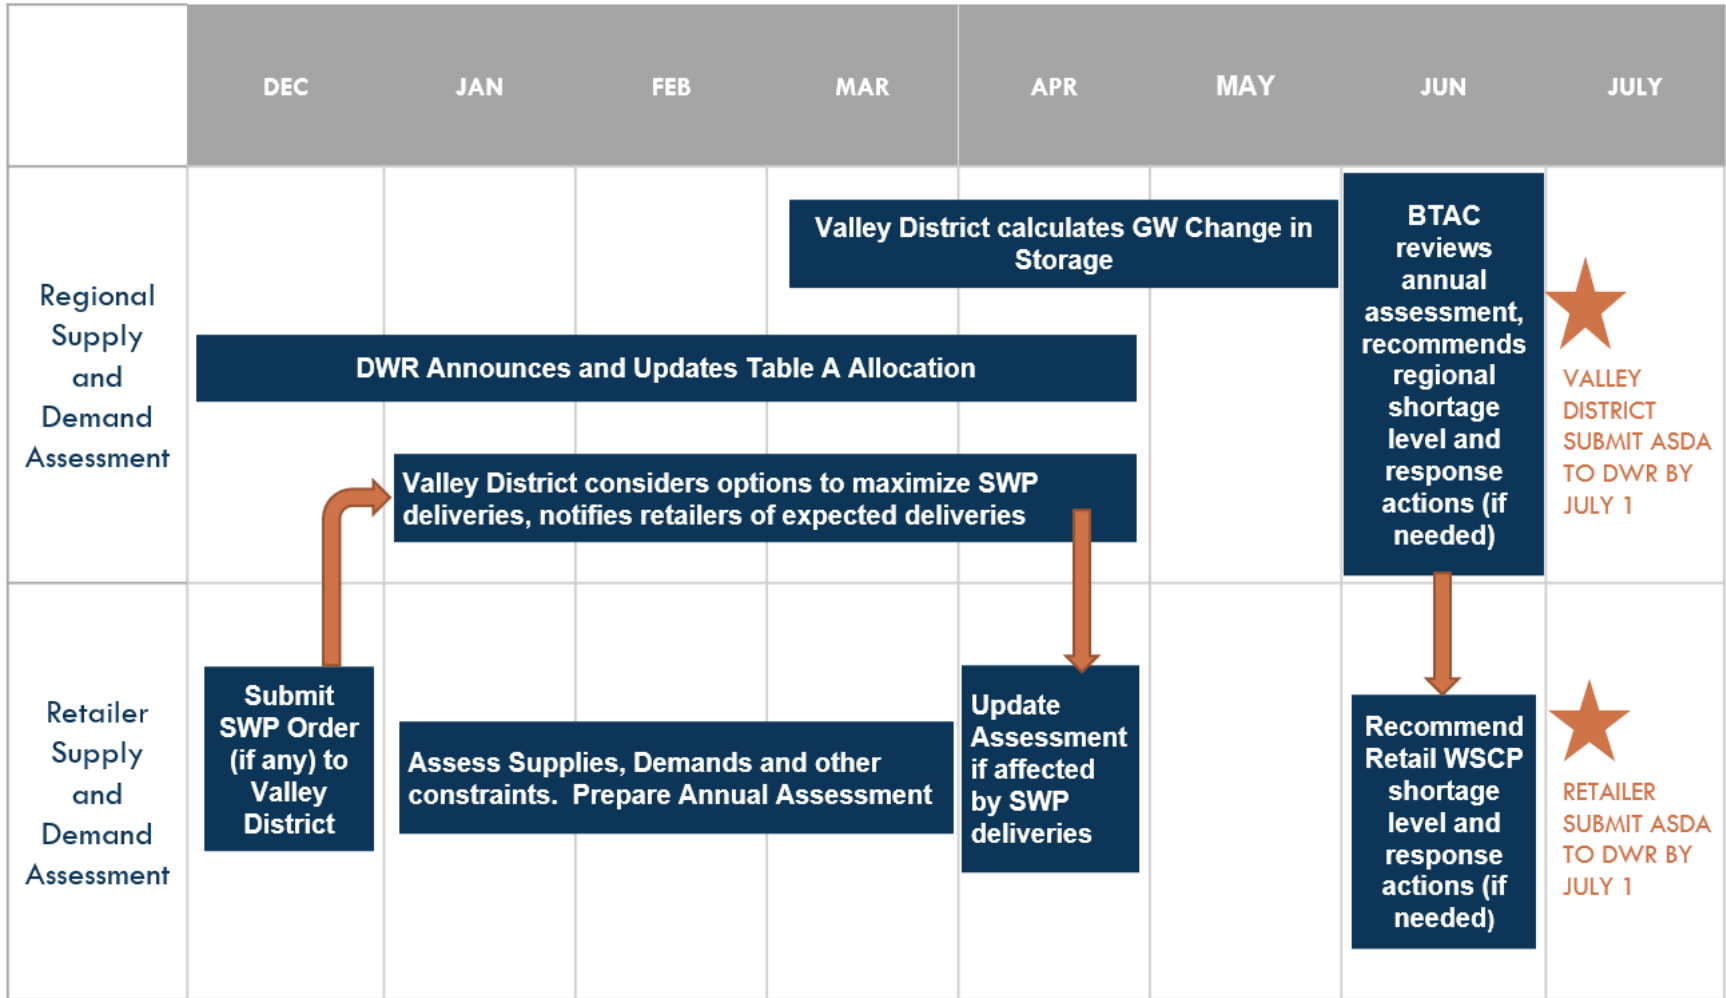 DEC JAN FEB MAR APR MAY JUN JULY
Regional
Supply
and
Demand
Assessment
Valley District calculates GW Change in
Storage
DWR Announces and Updates Table A Allocation
Valley District considers options to maximize SWP
deliveries, notifies retailers of expected deliveries
BTAC
reviews
annual
assessment,
recommends
regional
shortage
level and
response
actions (if
needed)
VALLEY
DISTRICT
SUBMIT ASDA
TO DWR BY
JULY 1
Retailer
Supply
and
Demand
Assessment
Submit
SWP Order
(if any) to
Valley
District
Assess Supplies, Demands and other
constraints.  Prepare Annual Assessment
Update
Assessment
if affected
by SWP
deliveries
Recommend
Retail WSCP
shortage
level and
response
actions (if
needed)
RETAILER
SUBMIT ASDA
TO DWR BY
JULY 1